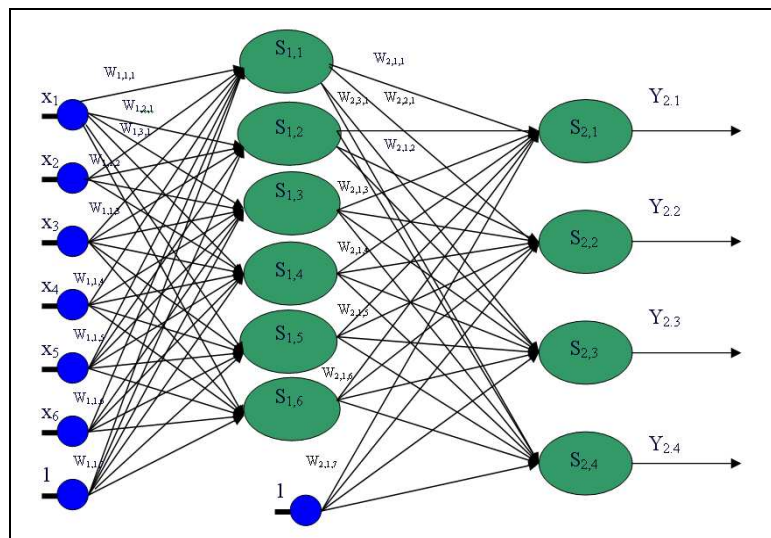 x1
x2
x3
x4
x5
x6
1
W1,1,1
W1,2,1
W1,3,1
W1,1,2
W1,1,3
W1,1,4
W1,1,5
W1,1,6
W1,1,7
S1,1
S1,2
S1,3
S1,4
S1,5
S1,6
1
W2,1,1
W2,2,1
W2,3,1
W2,1,2
W2,1,3
W2,1,4
W2,1,5
W2,1,6
W2,1,7
S2,1
S2,2
S2,3
S2,4
Y2.1
Y2.2
Y2.3
Y2.4